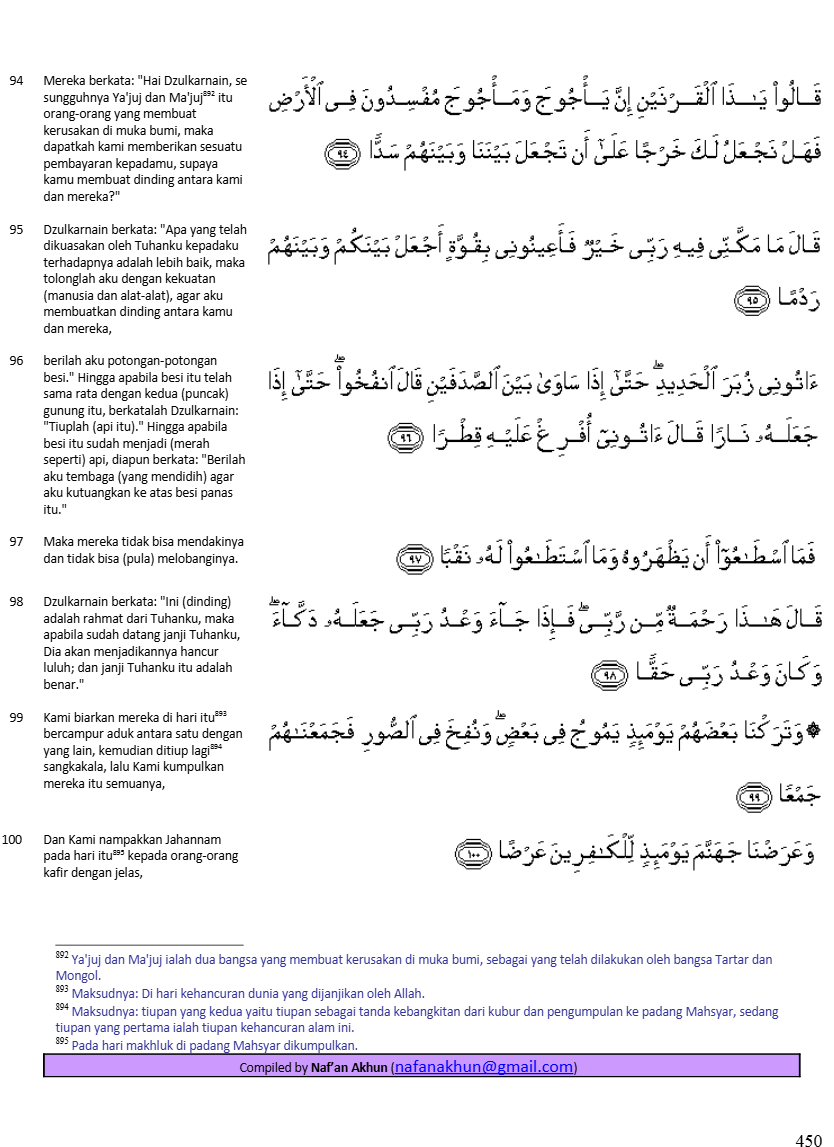 94 Mereka berkata: "Hai Dzulkarnain, se
sungguhnya Ya'juj dan Ma'juj⁸⁹² itu
orang-orang yang membuat
kerusakan di muka bumi, maka
dapatkah kami memberikan sesuatu
pembayaran kepadamu, supaya
kamu membuat dinding antara kami
dan mereka?"
قَالُوا۟ يَـٰذَا ٱلْقَرْنَيْنِ إِنَّ يَأْجُوجَ وَمَأْجُوجَ مُفْسِدُونَ فِى ٱلْأَرْضِ
فَهَلْ نَجْعَلُ لَكَ خَرْجًا عَلَىٰٓ أَن تَجْعَلَ بَيْنَنَا وَبَيْنَهُمْ سَدًّا ٩٤
95 Dzulkarnain berkata: "Apa yang telah
dikuasakan oleh Tuhanku kepadaku
terhadapnya adalah lebih baik, maka
tolonglah aku dengan kekuatan
(manusia dan alat-alat), agar aku
membuatkan dinding antara kamu
dan mereka,
قَالَ مَا مَكَّنِّى فِيهِ رَبِّى خَيْرٌ فَأَعِينُونِى بِقُوَّةٍ أَجْعَلْ بَيْنَكُمْ وَبَيْنَهُمْ
رَدْمًا ٩٥
96 berilah aku potongan-potongan
besi." Hingga apabila besi itu telah
sama rata dengan kedua (puncak)
gunung itu, berkatalah Dzulkarnain:
"Tiuplah (api itu)." Hingga apabila
besi itu sudah menjadi (merah
seperti) api, diapun berkata: "Berilah
aku tembaga (yang mendidih) agar
aku kutuangkan ke atas besi panas
itu."
ءَاتُونِى زُبَرَ ٱلْحَدِيدِ ۖ حَتَّىٰٓ إِذَا سَاوَىٰ بَيْنَ ٱلصَّدَفَيْنِ قَالَ ٱنفُخُوا۟ ۖ حَتَّىٰٓ إِذَا
جَعَلَهُۥ نَارًا قَالَ ءَاتُونِىٓ أُفْرِغْ عَلَيْهِ قِطْرًا ٩٦
97 Maka mereka tidak bisa mendakinya
dan tidak bisa (pula) melobanginya.
فَمَا ٱسْطَـٰعُوٓا۟ أَن يَظْهَرُوهُ وَمَا ٱسْتَطَـٰعُوا۟ لَهُۥ نَقْبًا ٩٧
98 Dzulkarnain berkata: "Ini (dinding)
adalah rahmat dari Tuhanku, maka
apabila sudah datang janji Tuhanku,
Dia akan menjadikannya hancur
luluh; dan janji Tuhanku itu adalah
benar."
قَالَ هَـٰذَا رَحْمَةٌ مِّن رَّبِّى ۖ فَإِذَا جَآءَ وَعْدُ رَبِّى جَعَلَهُۥ دَكَّآءَ ۖ
وَكَانَ وَعْدُ رَبِّى حَقًّا ٩٨
99 Kami biarkan mereka di hari itu⁸⁹³
bercampur aduk antara satu dengan
yang lain, kemudian ditiup lagi⁸⁹⁴
sangkakala, lalu Kami kumpulkan
mereka itu semuanya,
۞ وَتَرَكْنَا بَعْضَهُمْ يَوْمَئِذٍ يَمُوجُ فِى بَعْضٍ ۖ وَنُفِخَ فِى ٱلصُّورِ فَجَمَعْنَـٰهُمْ
جَمْعًا ٩٩
100 Dan Kami nampakkan Jahannam
pada hari itu⁸⁹⁵ kepada orang-orang
kafir dengan jelas,
وَعَرَضْنَا جَهَنَّمَ يَوْمَئِذٍ لِّلْكَـٰفِرِينَ عَرْضًا ١٠٠
⁸⁹² Ya'juj dan Ma'juj ialah dua bangsa yang membuat kerusakan di muka bumi, sebagai yang telah dilakukan oleh bangsa Tartar dan
Mongol.
⁸⁹³ Maksudnya: Di hari kehancuran dunia yang dijanjikan oleh Allah.
⁸⁹⁴ Maksudnya: tiupan yang kedua yaitu tiupan sebagai tanda kebangkitan dari kubur dan pengumpulan ke padang Mahsyar, sedang
tiupan yang pertama ialah tiupan kehancuran alam ini.
⁸⁹⁵ Pada hari makhluk di padang Mahsyar dikumpulkan.
Compiled by Naf'an Akhun (nafanakhun@gmail.com)
450